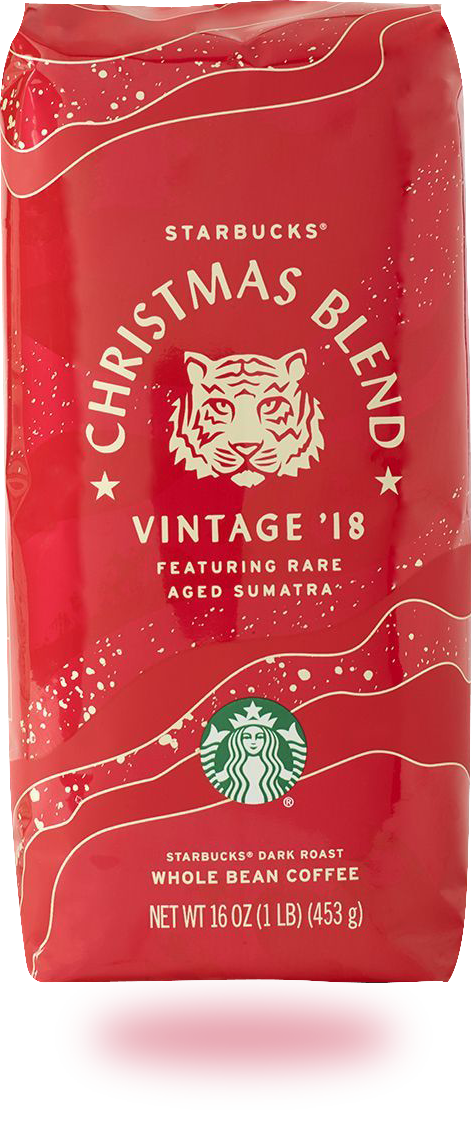 STARBUCKS®
CHRISTMAS BLEND
VINTAGE ’18
FEATURING RARE
AGED SUMATRA
®
STARBUCKS® DARK ROAST
WHOLE BEAN COFFEE
NET WT 16 OZ (1 LB) (453 g)